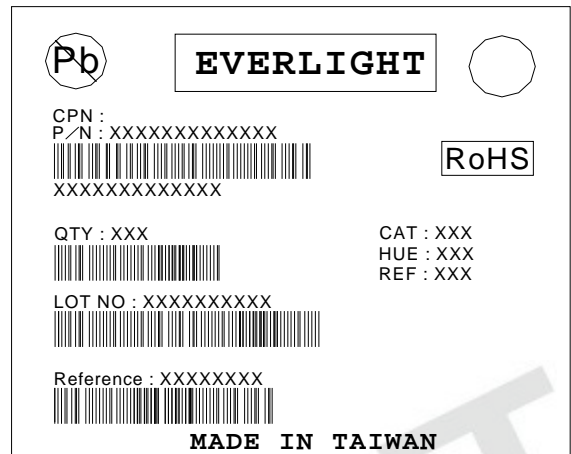 Pb
EVERLIGHT
CPN :
P/N : XXXXXXXXXXXXX
RoHS
XXXXXXXXXXXXX
QTY : XXX
CAT : XXX
HUE : XXX
REF : XXX
LOT NO : XXXXXXXXXX
Reference : XXXXXXXX
MADE IN TAIWAN